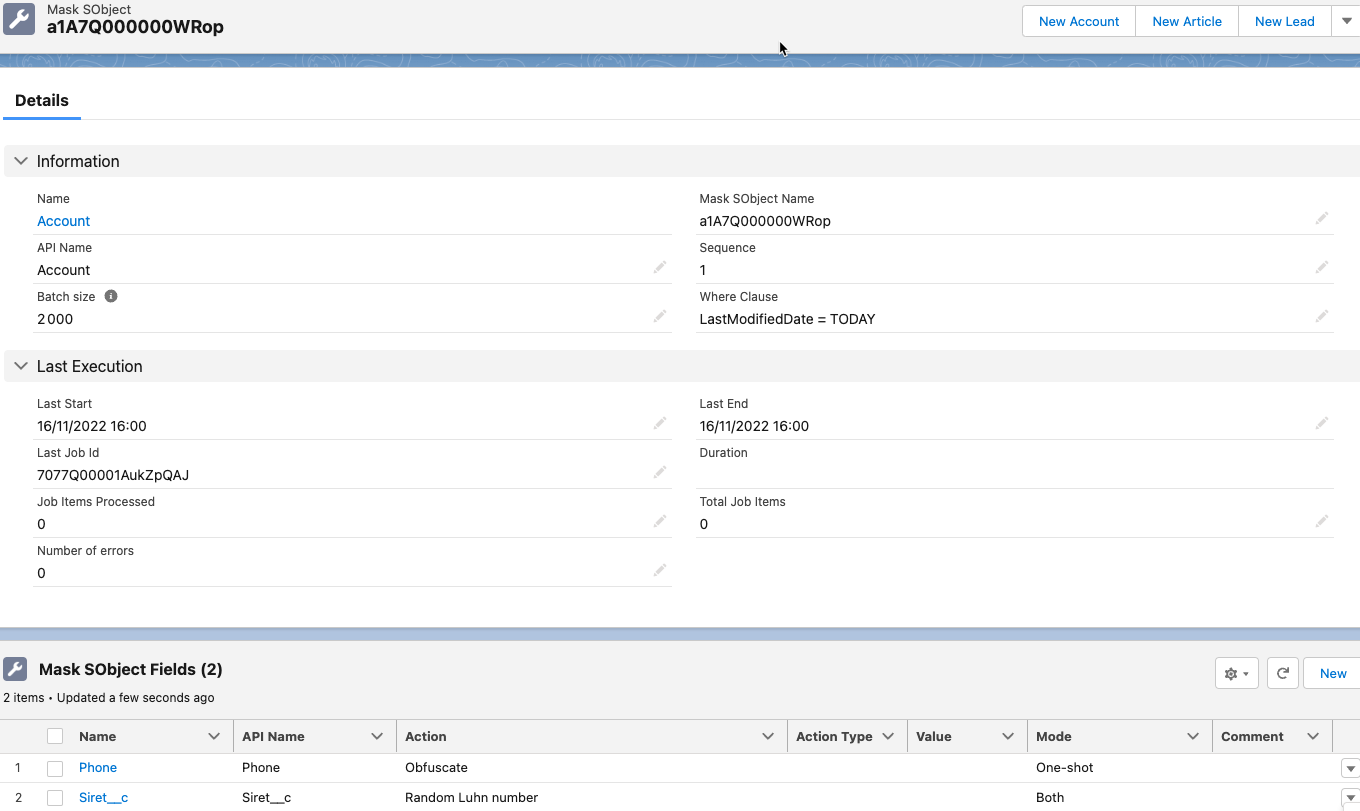 Mask SObject
a1A7Q000000WRop
New Account New Article New Lead
Details
Information
Name Mask SObject Name
Account a1A7Q000000WRop
API Name Sequence
Account 1
Batch size Where Clause
2 000 LastModifiedDate = TODAY
Last Execution
Last Start Last End
16/11/2022 16:00 16/11/2022 16:00
Last Job Id Duration
7077Q00001AukZpQAJ
Job Items Processed Total Job Items
0 0
Number of errors
0
Mask SObject Fields (2)
New
2 items • Updated a few seconds ago
Name API Name Action Action Type Value Mode Comment
1 Phone Phone Obfuscate One-shot
2 Siret__c Siret__c Random Luhn number Both